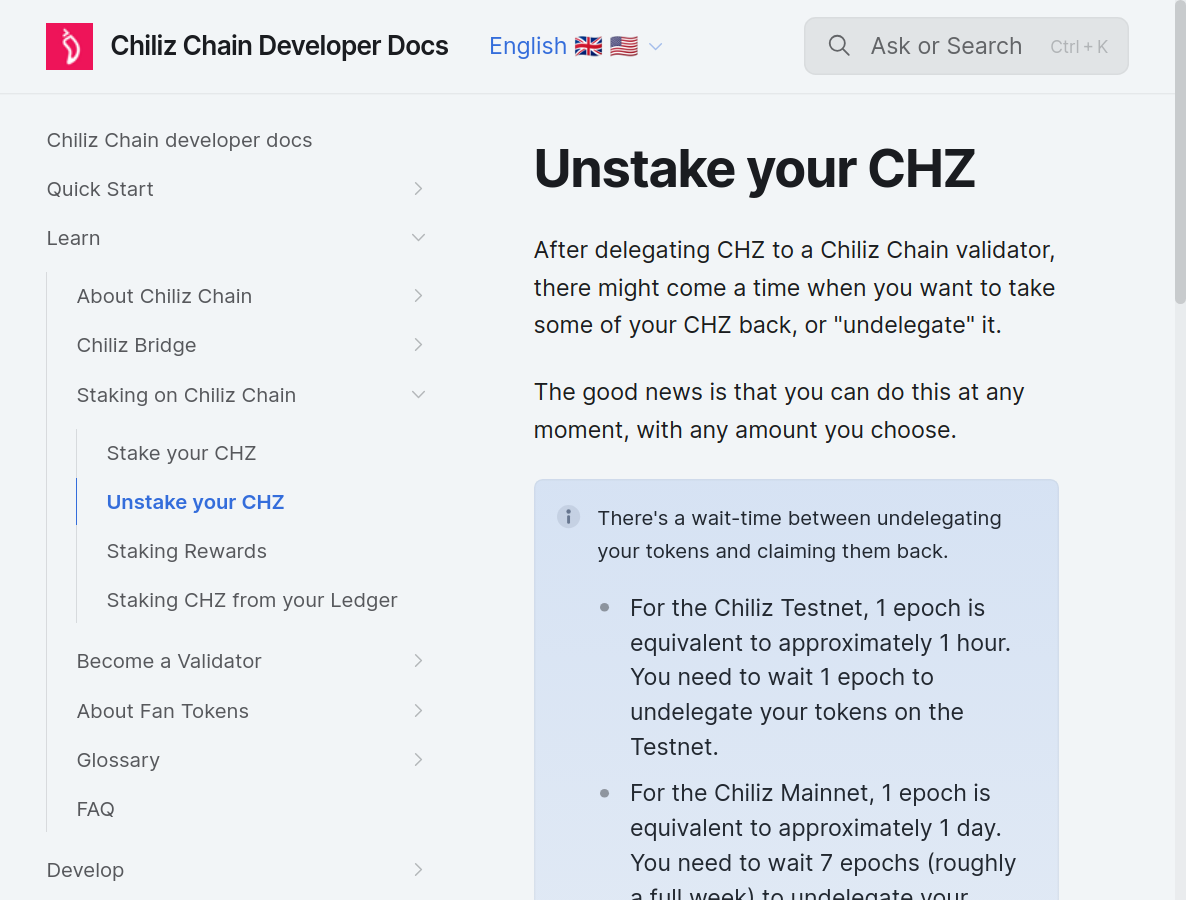 Chiliz Chain Developer Docs
English 🇬🇧 🇺🇸
Ask or Search Ctrl + K
Chiliz Chain developer docs
Quick Start
Learn
About Chiliz Chain
Chiliz Bridge
Staking on Chiliz Chain
Stake your CHZ
Unstake your CHZ
Staking Rewards
Staking CHZ from your Ledger
Become a Validator
About Fan Tokens
Glossary
FAQ
Develop
Unstake your CHZ
After delegating CHZ to a Chiliz Chain validator,
there might come a time when you want to take
some of your CHZ back, or "undelegate" it.
The good news is that you can do this at any
moment, with any amount you choose.
There's a wait-time between undelegating
your tokens and claiming them back.
For the Chiliz Testnet, 1 epoch is
equivalent to approximately 1 hour.
You need to wait 1 epoch to
undelegate your tokens on the
Testnet.
For the Chiliz Mainnet, 1 epoch is
equivalent to approximately 1 day.
You need to wait 7 epochs (roughly
a full week) to undelegate your